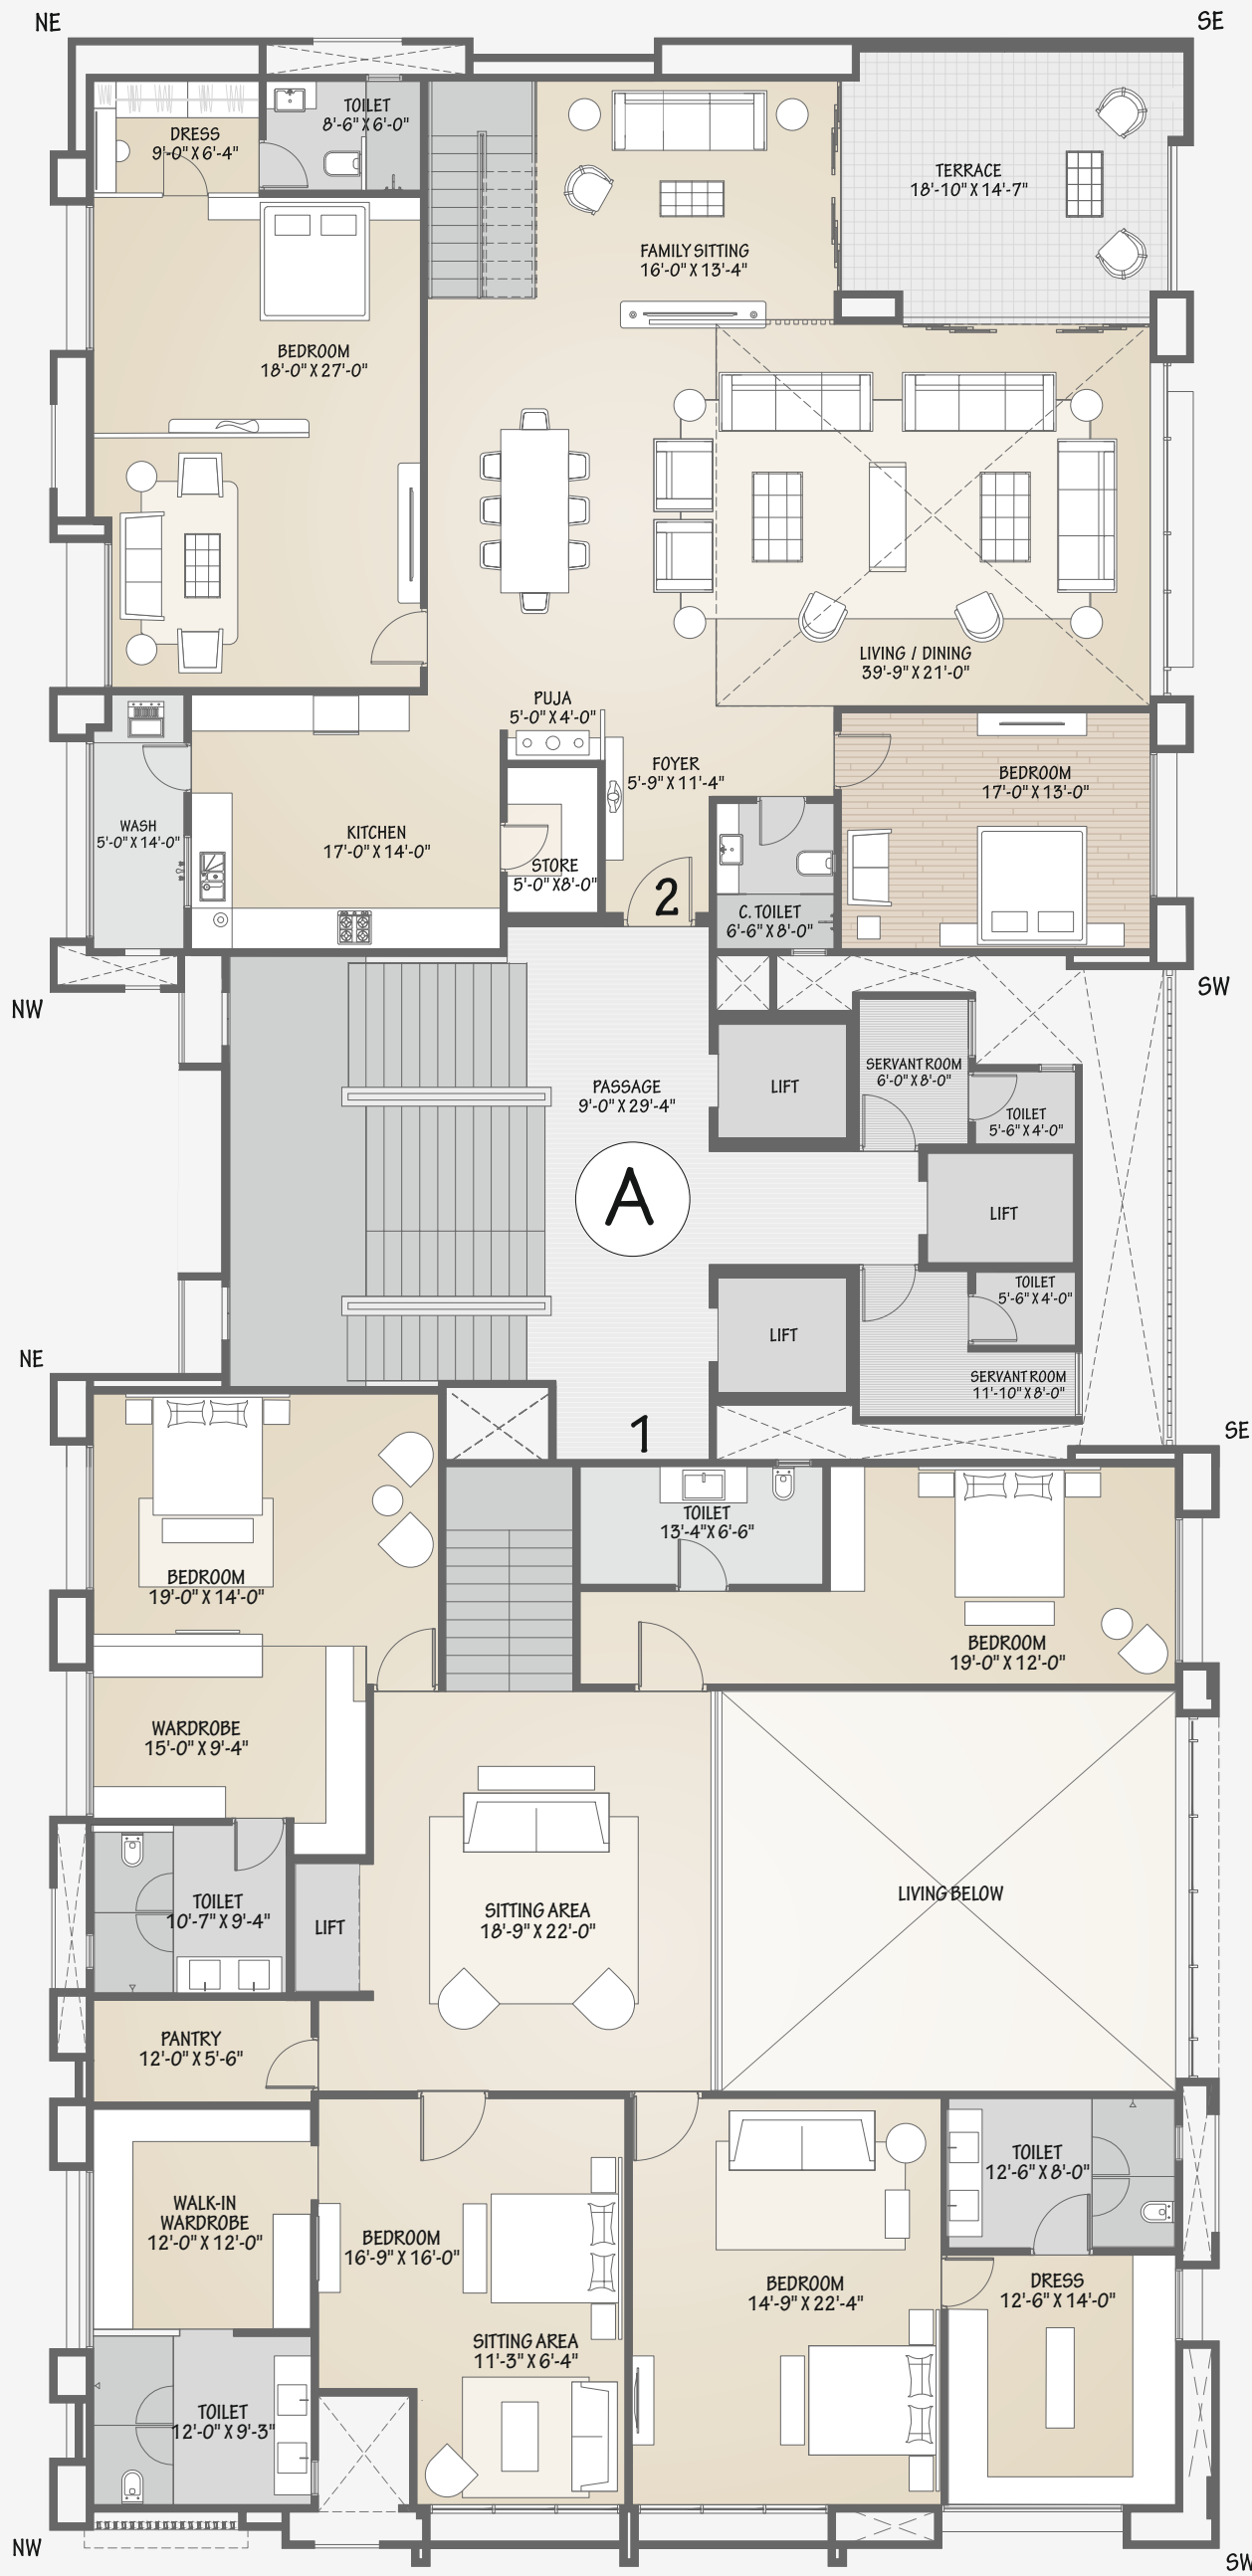 NE
SE
TOILET
8'-6" X 6'-0"
DRESS
9'-0" X 6'-4"
TERRACE
18'-10" X 14'-7"
FAMILY SITTING
16'-0" X 13'-4"
BEDROOM
18'-0" X 27'-0"
LIVING / DINING
39'-9" X 21'-0"
PUJA
5'-0" X 4'-0"
FOYER
5'-9" X 11'-4"
BEDROOM
17'-0" X 13'-0"
WASH
5'-0" X 14'-0"
KITCHEN
17'-0" X 14'-0"
STORE
5'-0" X8'-0"
2
C. TOILET
6'-6" X 8'-0"
NW
SW
PASSAGE
9'-0" X 29'-4"
LIFT
SERVANT ROOM
6'-0" X 8'-0"
TOILET
5'-6" X 4'-0"
A
LIFT
TOILET
5'-6" X 4'-0"
LIFT
SERVANT ROOM
11'-10" X 8'-0"
NE
1
SE
TOILET
13'-4"X 6'-6"
BEDROOM
19'-0" X 14'-0"
BEDROOM
19'-0" X 12'-0"
WARDROBE
15'-0" X 9'-4"
LIVING BELOW
TOILET
10'-7" X 9'-4"
LIFT
SITTING AREA
18'-9" X 22'-0"
PANTRY
12'-0" X 5'-6"
TOILET
12'-6" X 8'-0"
WALK-IN
WARDROBE
12'-0" X 12'-0"
BEDROOM
16'-9" X 16'-0"
BEDROOM
14'-9" X 22'-4"
DRESS
12'-6" X 14'-0"
SITTING AREA
11'-3" X 6'-4"
TOILET
12'-0" X 9'-3"
NW
SW